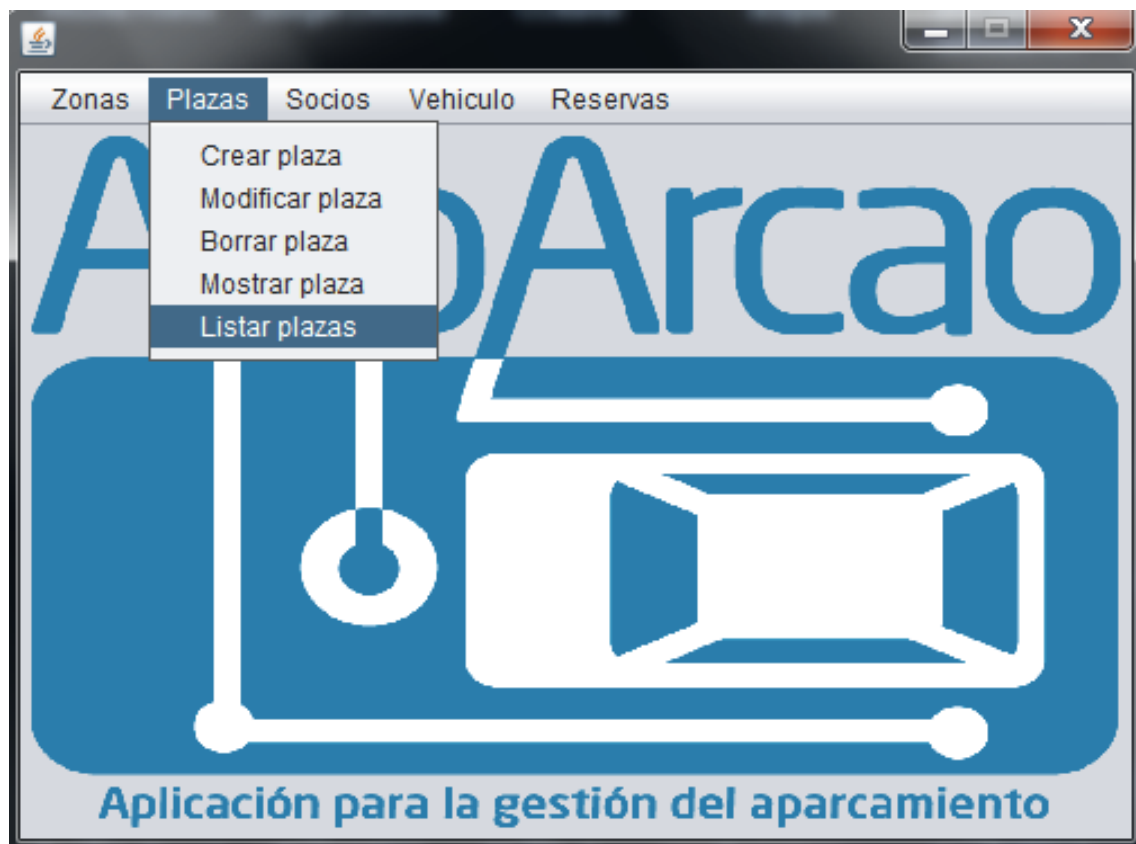 Zonas Plazas Socios Vehiculo Reservas
Crear plaza
Modificar plaza
Borrar plaza
Mostrar plaza
Listar plazas
Arcao
Aplicación para la gestión del aparcamiento